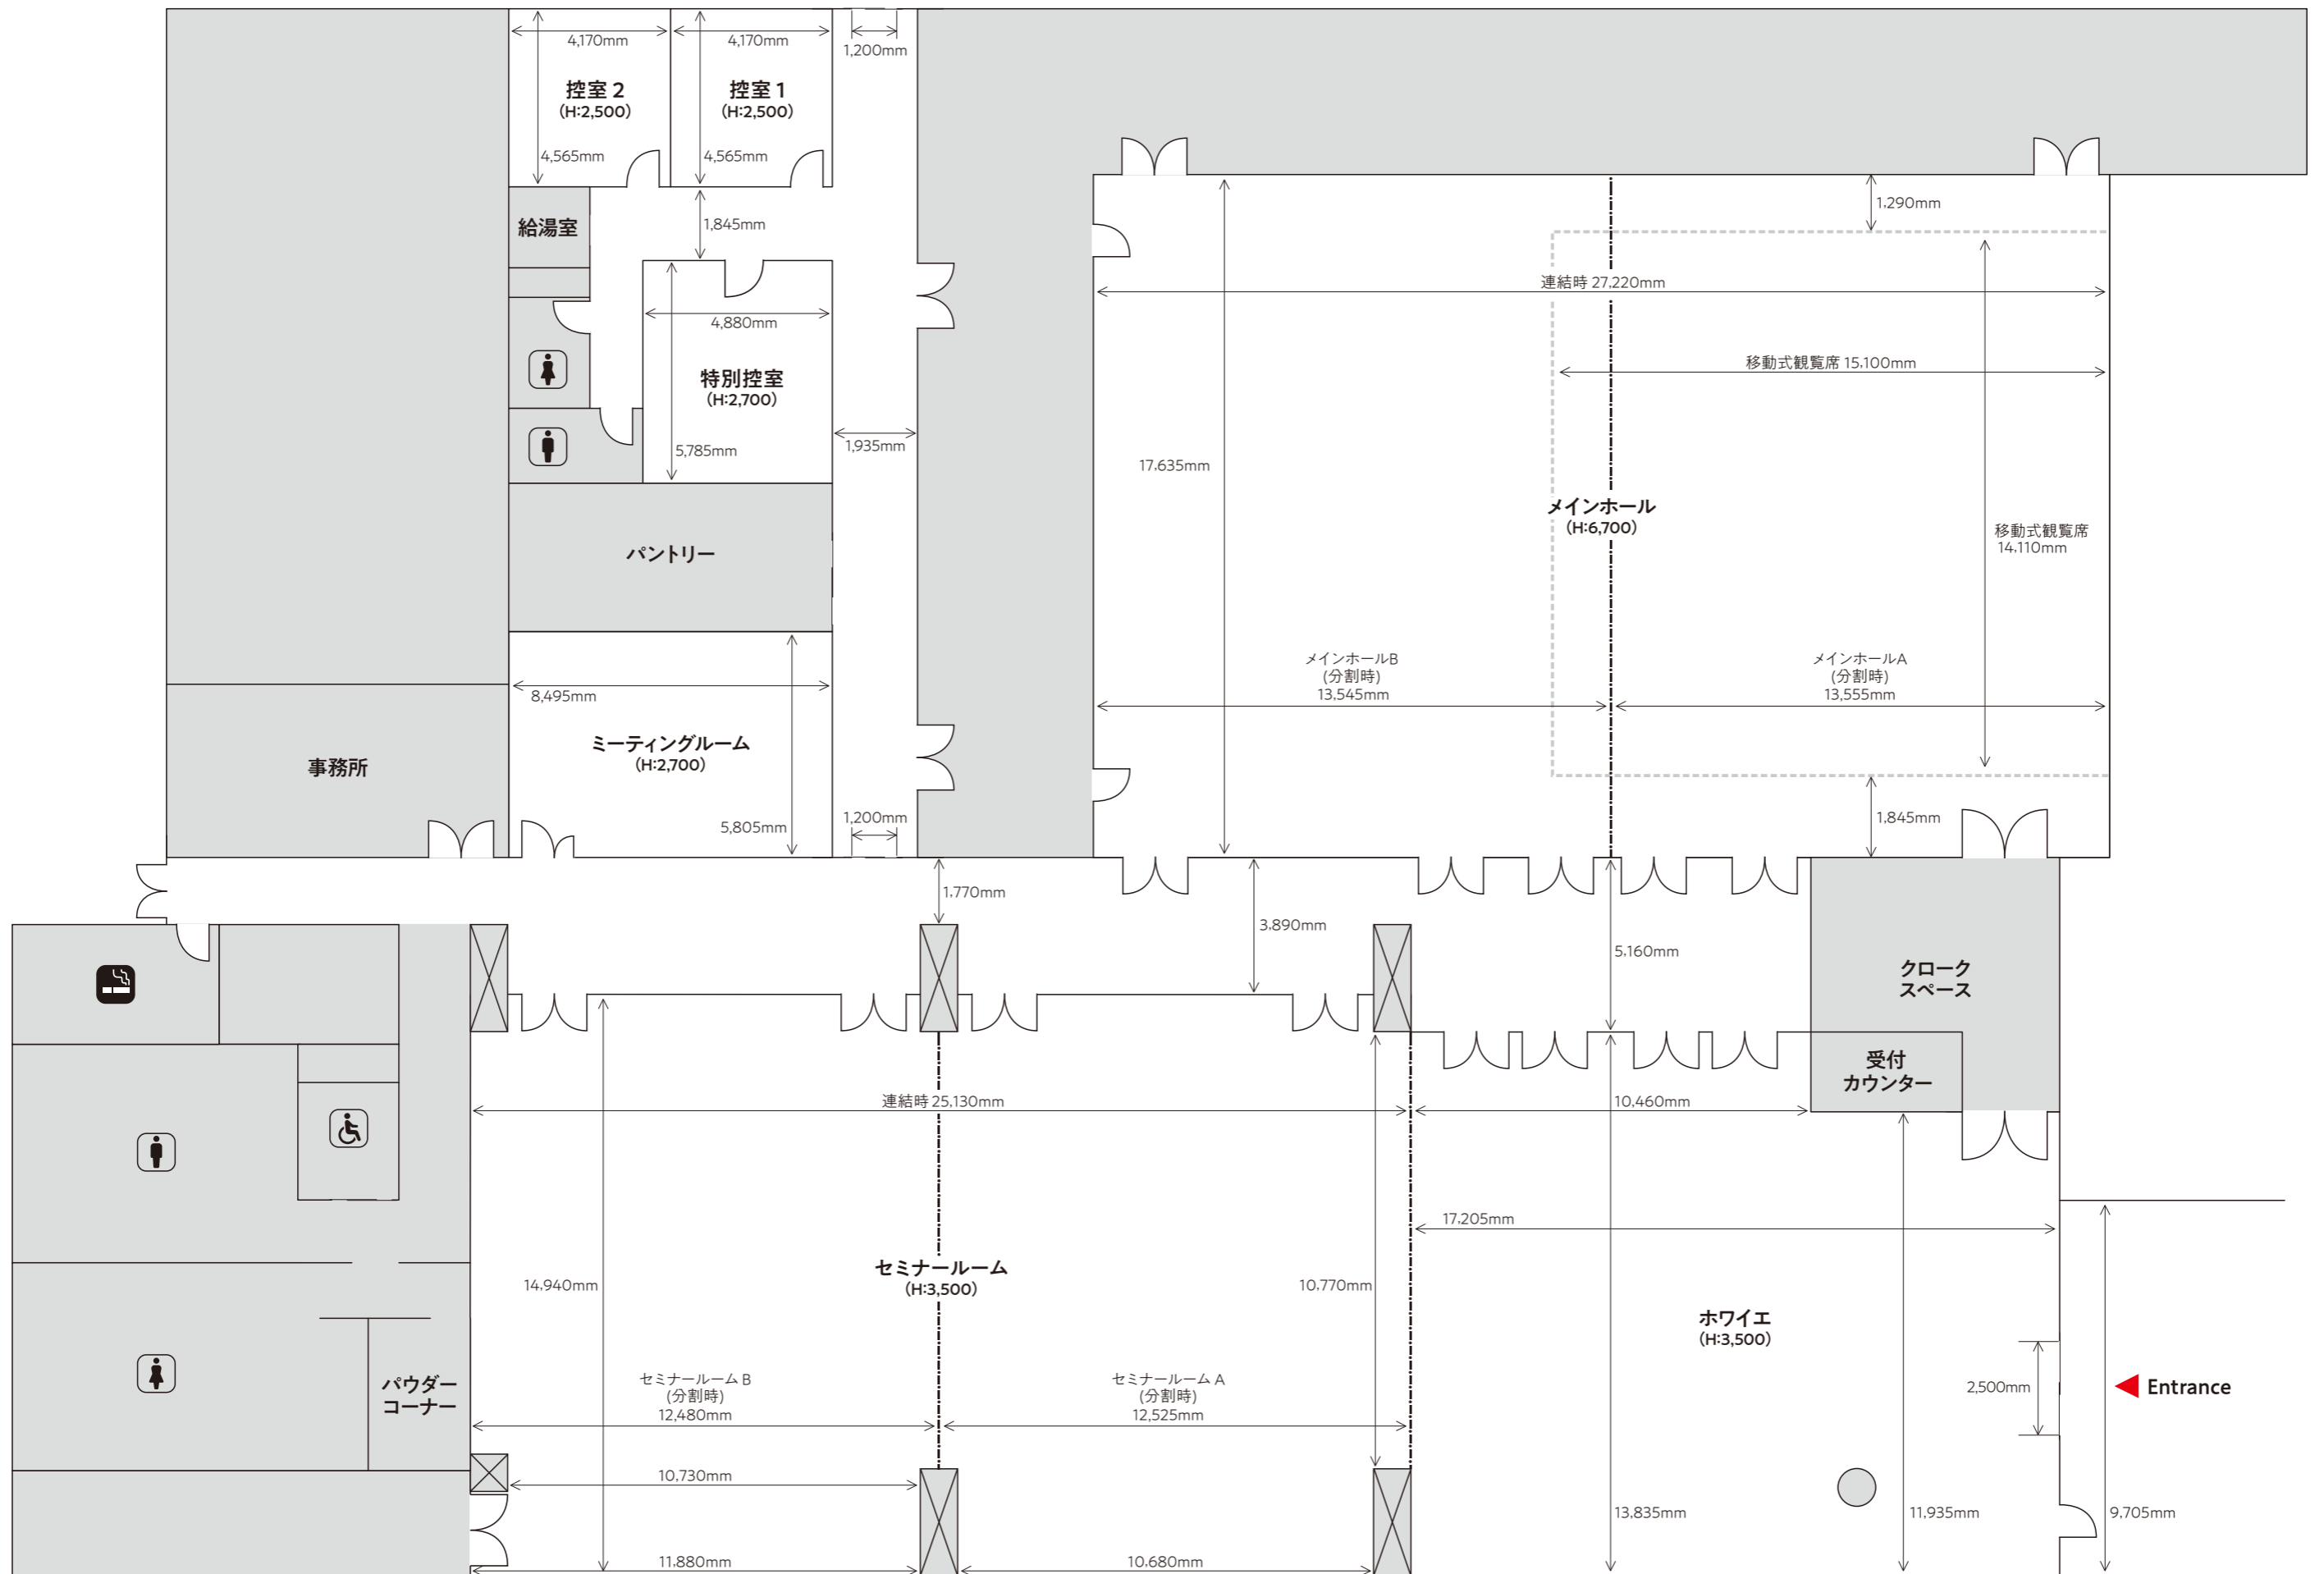 4,170mm
4,170mm
1,200mm
控室 2
(H:2,500)
控室 1
(H:2,500)
4,565mm
4,565mm
給湯室
1,845mm
1.290mm
連結時 27,220mm
4,880mm
移動式観覧席 15,100mm
特別控室
(H:2,700)
5,785mm
1,935mm
17.635mm
メインホール
(H:6,700)
移動式観覧席
14.110mm
パントリー
メインホールB
(分割時)
13,545mm
メインホールA
(分割時)
13,555mm
8,495mm
ミーティングルーム
(H:2,700)
事務所
5,805mm
1,200mm
1.845mm
1.770mm
3.890mm
5.160mm
クローク
スペース
受付
カウンター
連結時 25,130mm
10,460mm
17,205mm
14.940mm
セミナールーム
(H:3,500)
10.770mm
ホワイエ
(H:3,500)
パウダー
コーナー
セミナールーム B
(分割時)
12,480mm
セミナールーム A
(分割時)
12,525mm
2,500mm
Entrance
10,730mm
13,835mm
11,935mm
9,705mm
11,880mm
10,680mm